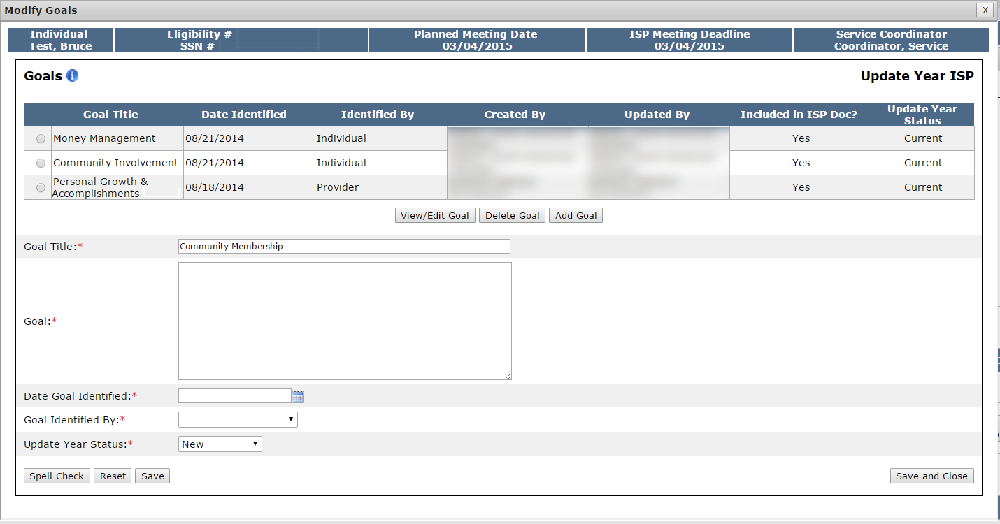 Modify Goals X
Individual Eligibility # Planned Meeting Date ISP Meeting Deadline Service Coordinator
Test, Bruce SSN # 03/04/2015 03/04/2015 Coordinator, Service
Goals i Update Year ISP
Goal Title Date Identified Identified By Created By Updated By Included in ISP Doc? Update Year Status
Money Management 08/21/2014 Individual Yes Current
Community Involvement 08/21/2014 Individual Yes Current
Personal Growth &
Accomplishments- 08/18/2014 Provider Yes Current
View/Edit Goal Delete Goal Add Goal
Goal Title:* Community Membership
Goal:*
Date Goal Identified:*
Goal Identified By:*
Update Year Status:* New
Spell Check Reset Save Save and Close